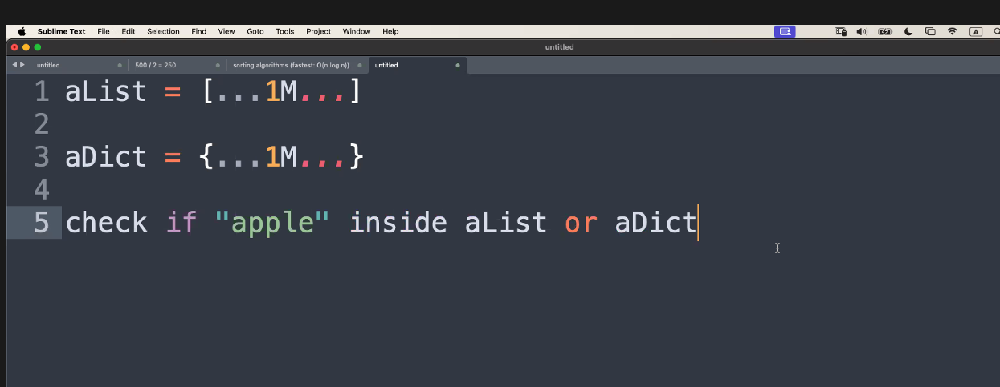 Sublime Text File Edit Selection Find View Goto Tools Project Window Help A
untitled
untitled 500 / 2 = 250 sorting algorithms (fastest: O(n log n)) untitled
1 aList = [...1M...]
2
3 aDict = {...1M...}
4
5 check if "apple" inside aList or aDict